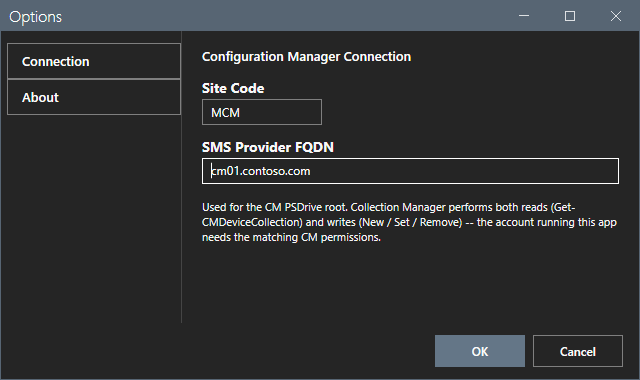 Options
Connection
About
Configuration Manager Connection
Site Code
MCM
SMS Provider FQDN
cm01.contoso.com
Used for the CM PSDrive root. Collection Manager performs both reads (Get-
CMDeviceCollection) and writes (New / Set / Remove) -- the account running this app
needs the matching CM permissions.
OK
Cancel